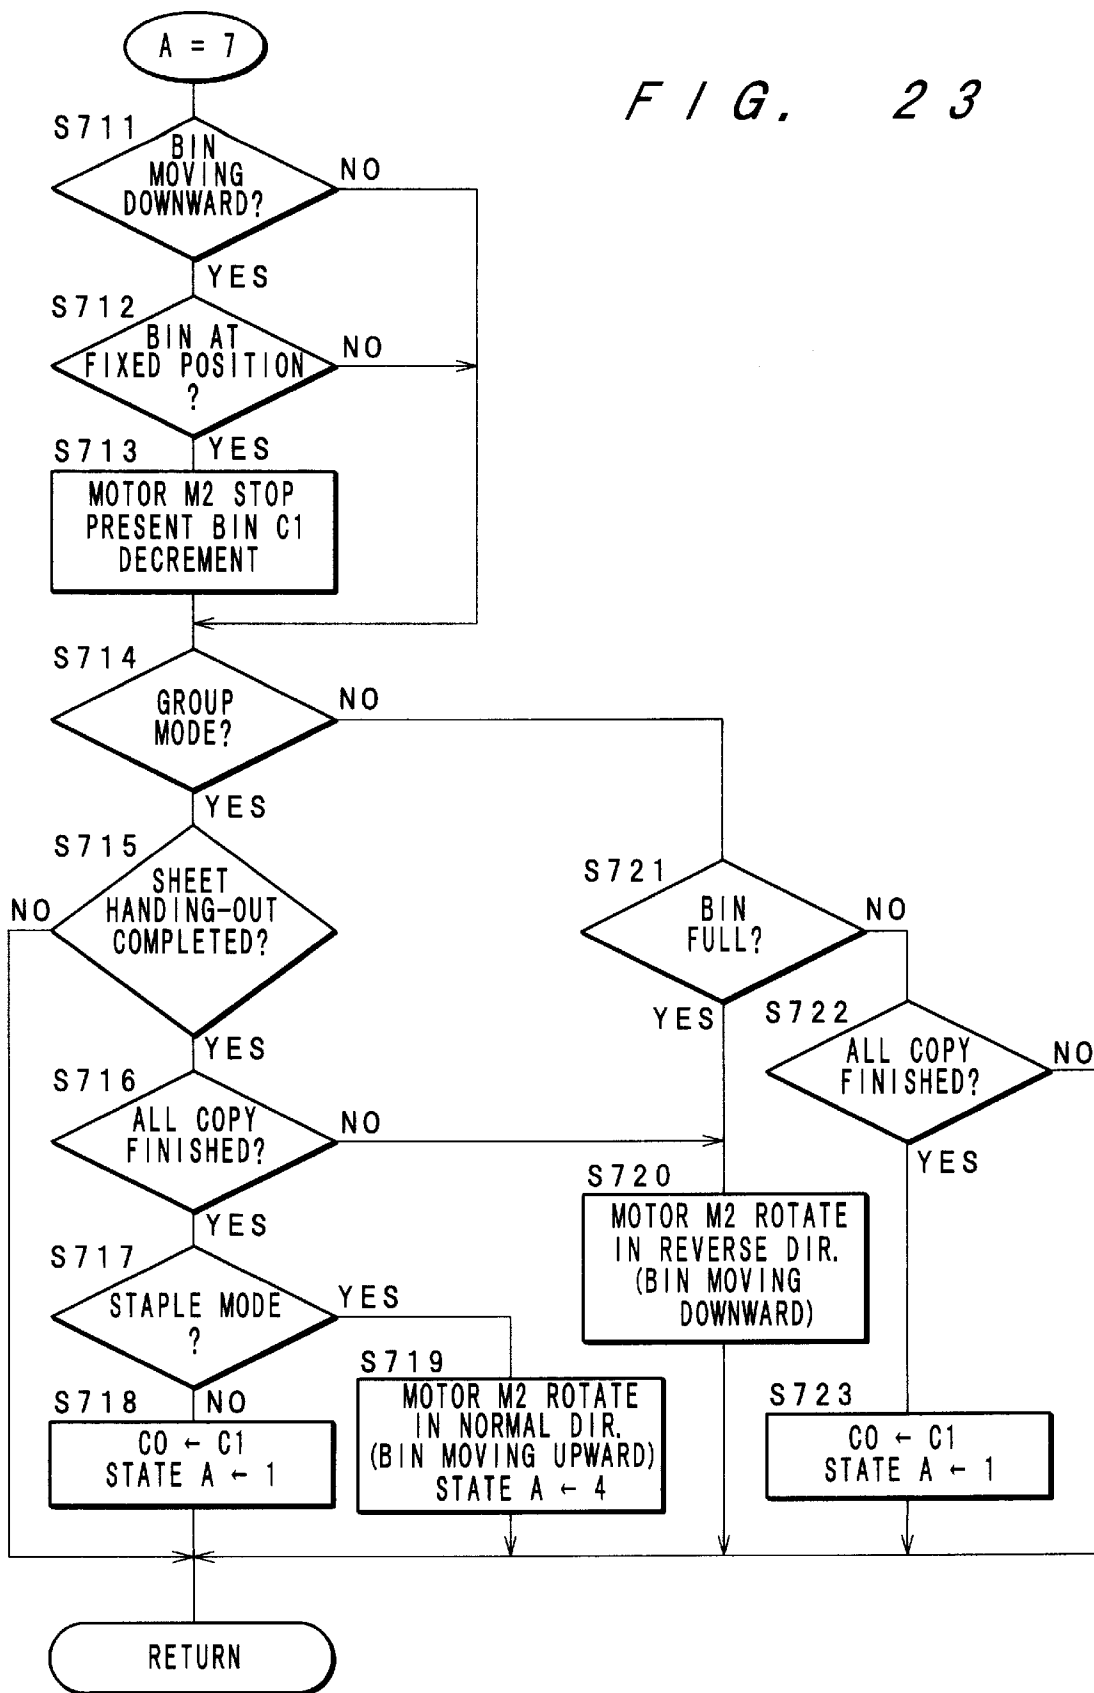 A = 7
FIG. 23
S711
BIN
MOVING
DOWNWARD?
NO
YES
S712
BIN AT
FIXED POSITION
?
NO
YES
S713
MOTOR M2 STOP
PRESENT BIN C1
DECREMENT
S714
GROUP
MODE?
NO
YES
S715
SHEET
HANDING-OUT
COMPLETED?
NO
YES
S721
BIN
FULL?
NO
YES
S722
ALL COPY
FINISHED?
NO
YES
S716
ALL COPY
FINISHED?
NO
YES
S720
MOTOR M2 ROTATE
IN REVERSE DIR.
(BIN MOVING
DOWNWARD)
S717
STAPLE MODE
?
YES
NO
S718
C0 ← C1
STATE A ← 1
S719
MOTOR M2 ROTATE
IN NORMAL DIR.
(BIN MOVING UPWARD)
STATE A ← 4
S723
C0 ← C1
STATE A ← 1
RETURN